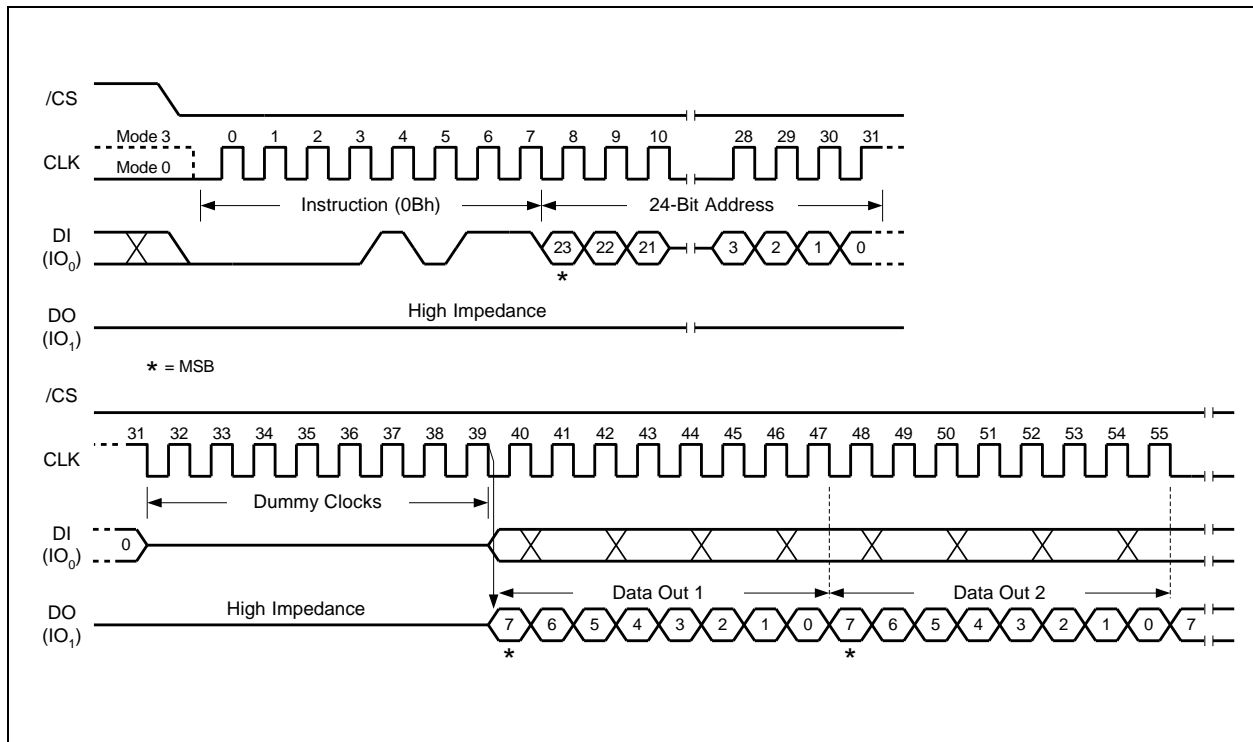 /CS
Mode 3
0 1 2 3 4 5 6 7 8 9 10 28 29 30 31
CLK
Mode 0
Instruction (0Bh) 24-Bit Address
DI
(IO0)
23 22 21 3 2 1 0
*
High Impedance
DO
(IO1)
* = MSB
/CS
31 32 33 34 35 36 37 38 39 40 41 42 43 44 45 46 47 48 49 50 51 52 53 54 55
CLK
Dummy Clocks
DI
(IO0)
0
Data Out 1 Data Out 2
High Impedance
DO
(IO1)
7 6 5 4 3 2 1 0 7 6 5 4 3 2 1 0 7
* *